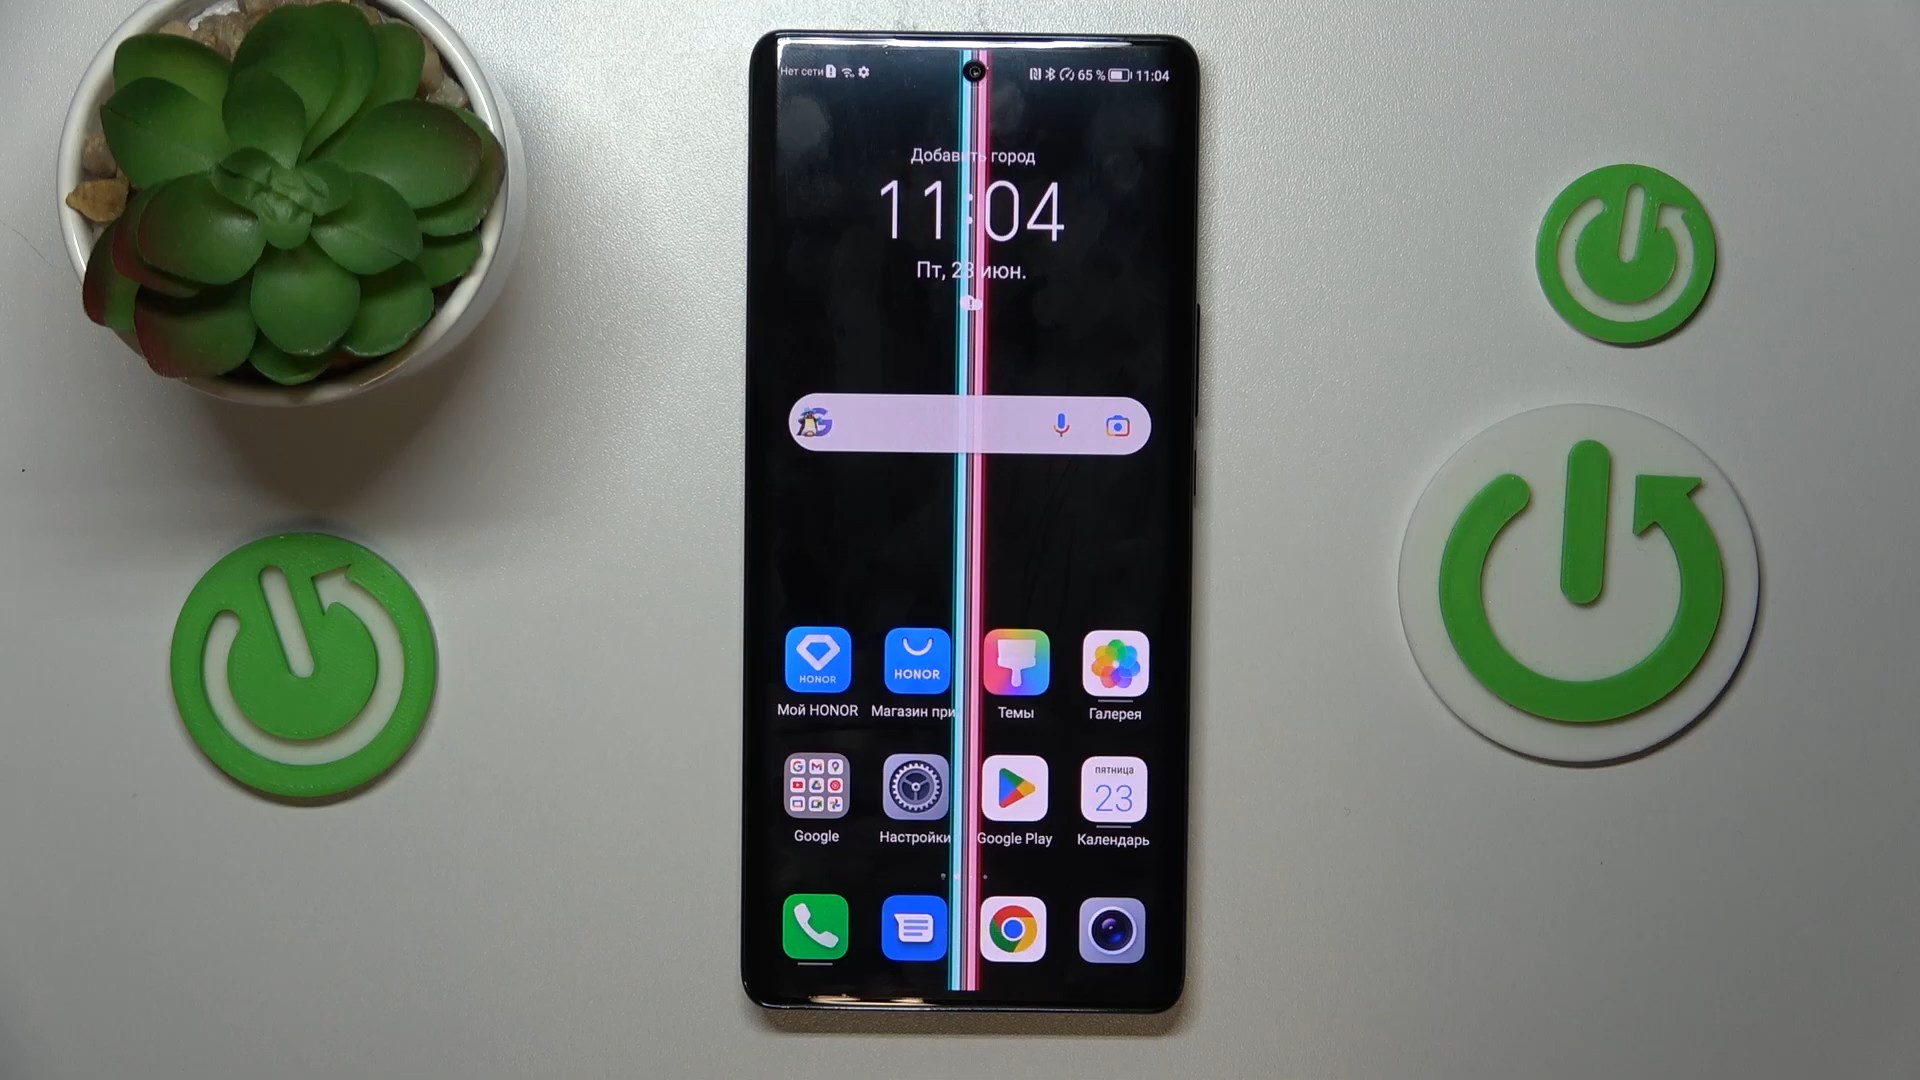 Нет сети
65 %
11:04
Добавить город
11:04
Пт, 23 июн.
G
HONOR
HONOR
Мой HONOR
Магазин при
Темы
Галерея
пятница
23
Google
Настройки
Google Play
Календарь